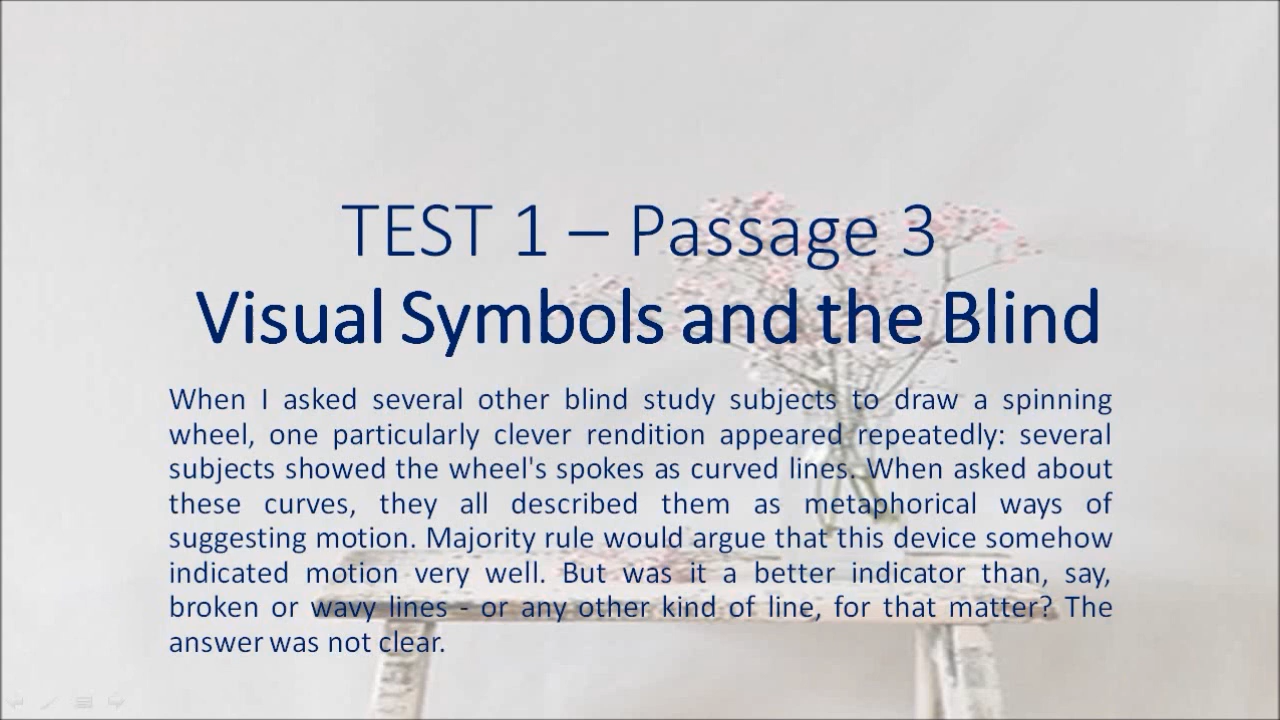 TEST 1 – Passage 3
Visual Symbols and the Blind
When I asked several other blind study subjects to draw a spinning
wheel, one particularly clever rendition appeared repeatedly: several
subjects showed the wheel's spokes as curved lines. When asked about
these curves, they all described them as metaphorical ways of
suggesting motion. Majority rule would argue that this device somehow
indicated motion very well. But was it a better indicator than, say,
broken or wavy lines - or any other kind of line, for that matter? The
answer was not clear.